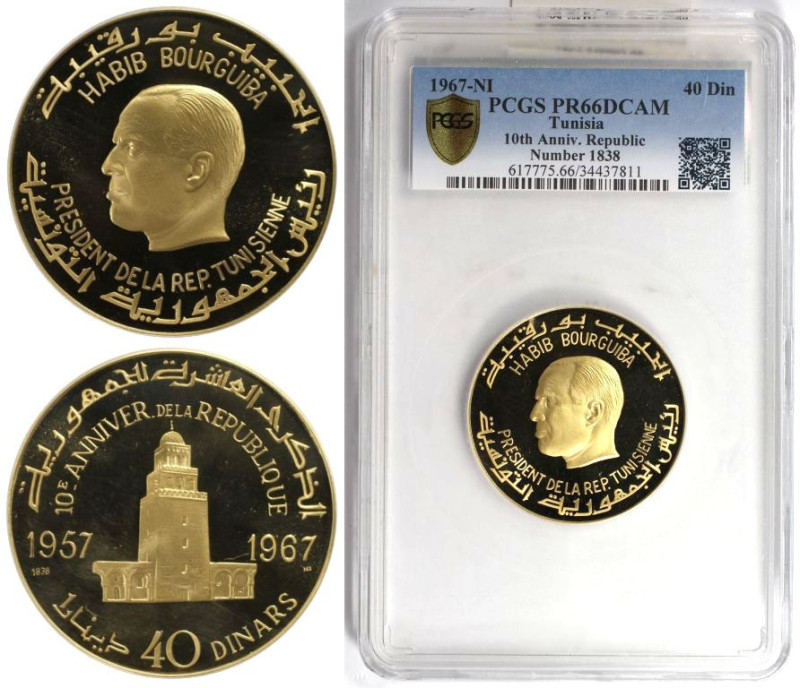 الحبيب بورقيبة
HABIB BOURGUIBA
PRESIDENT DE LA REP. TUNISIENNE
رئيس الجمهورية التونسية
الذكرى العاشرة للجمهورية
10E ANNIVER. DE LA REPUBLIQUE
1957 1967
1838 NI
40 DINARS
دينارا
1967-NI 40 Din
PCGS PCGS PR66DCAM
Tunisia
10th Anniv. Republic
Number 1838
617775.66/34437811
الحبيب بورقيبة
HABIB BOURGUIBA
PRESIDENT DE LA REP. TUNISIENNE
رئيس الجمهورية التونسية